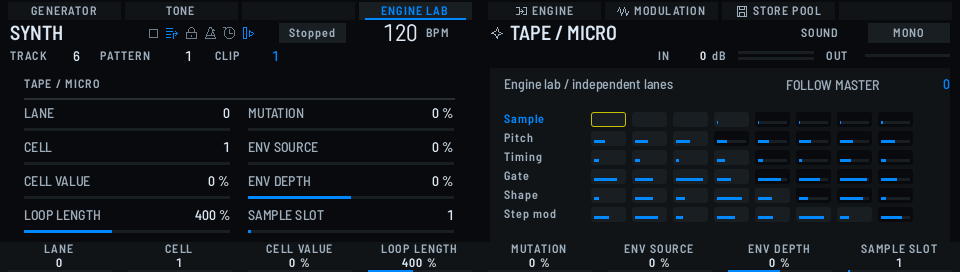 GENERATOR TONE ENGINE LAB ENGINE MODULATION STORE POOL
SYNTH Stopped 120 BPM TAPE / MICRO SOUND MONO
TRACK 6 PATTERN 1 CLIP 1 IN 0 dB OUT
TAPE / MICRO
Engine lab / independent lanes FOLLOW MASTER 0
LANE 0 MUTATION 0 %
CELL 1 ENV SOURCE 0 %
CELL VALUE 0 % ENV DEPTH 0 %
LOOP LENGTH 400 % SAMPLE SLOT 1
Sample
Pitch
Timing
Gate
Shape
Step mod
LANE CELL CELL VALUE LOOP LENGTH MUTATION ENV SOURCE ENV DEPTH SAMPLE SLOT
0 1 0 % 400 % 0 % 0 % 0 % 1